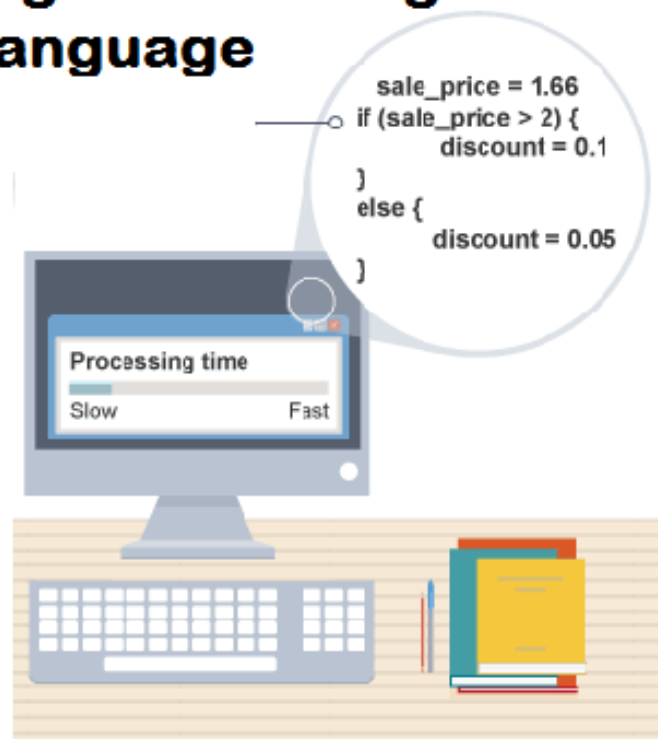 anguage
sale_price = 1.66
if (sale_price > 2) {
discount = 0.1
}
else {
discount = 0.05
}
Processing time
Slow Fast